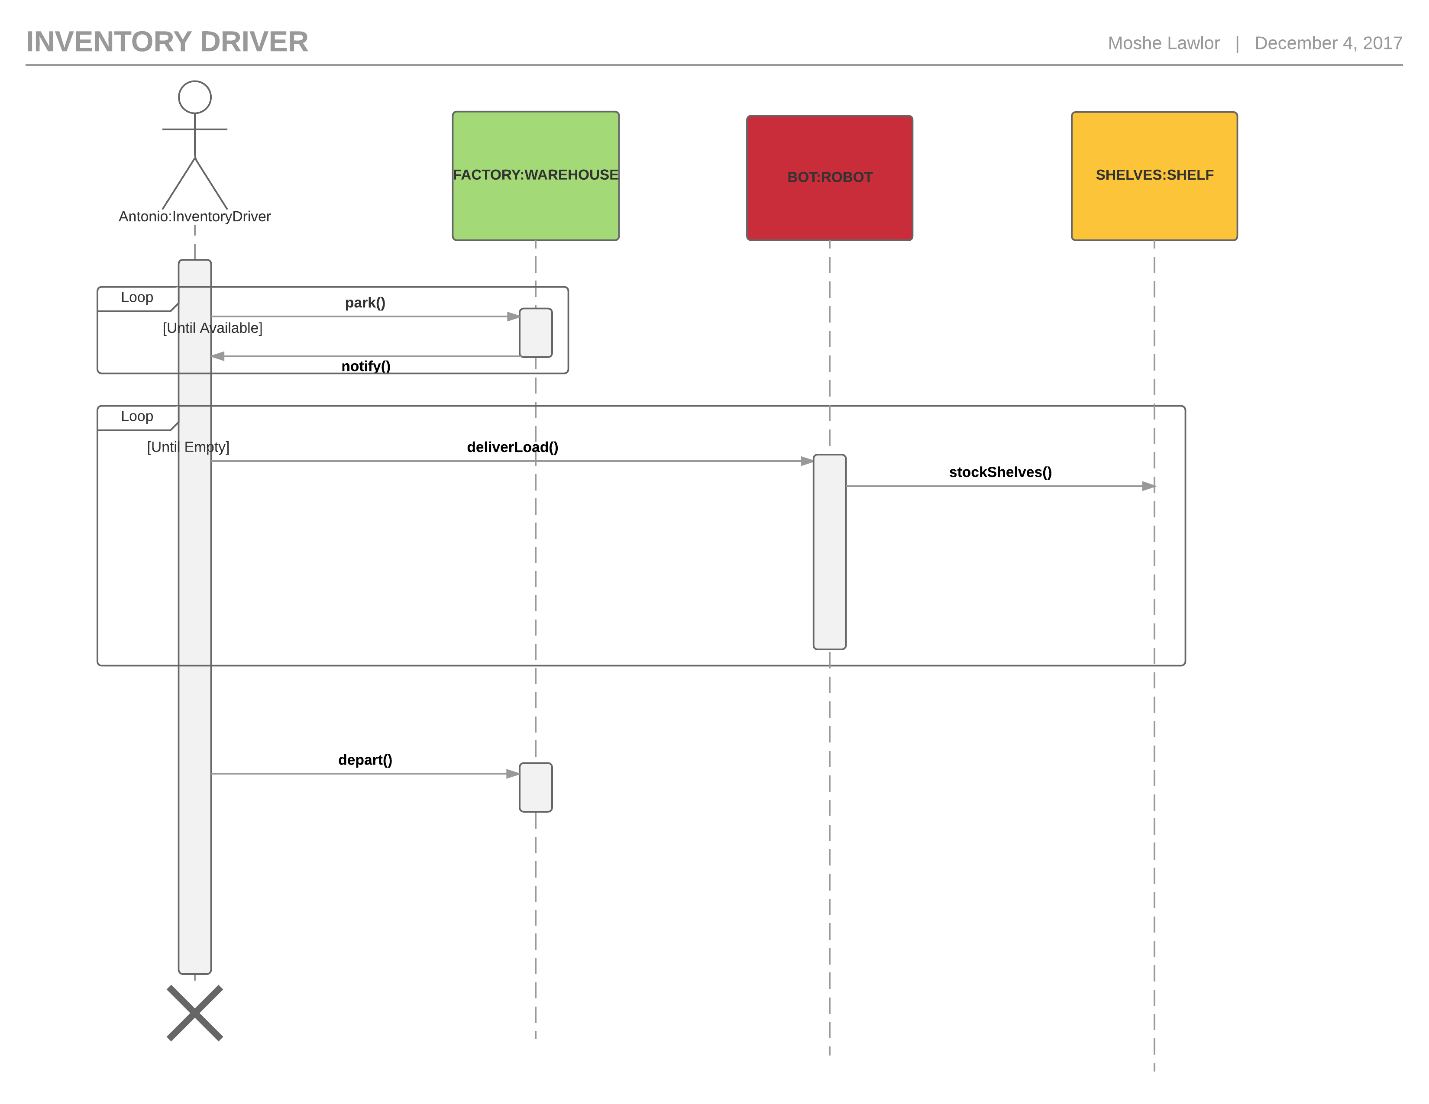 INVENTORY DRIVER
Moshe Lawlor | December 4, 2017
Antonio:InventoryDriver
FACTORY:WAREHOUSE
BOT:ROBOT
SHELVES:SHELF
Loop
park()
[Until Available]
notify()
Loop
[Until Empty]
deliverLoad()
stockShelves()
depart()